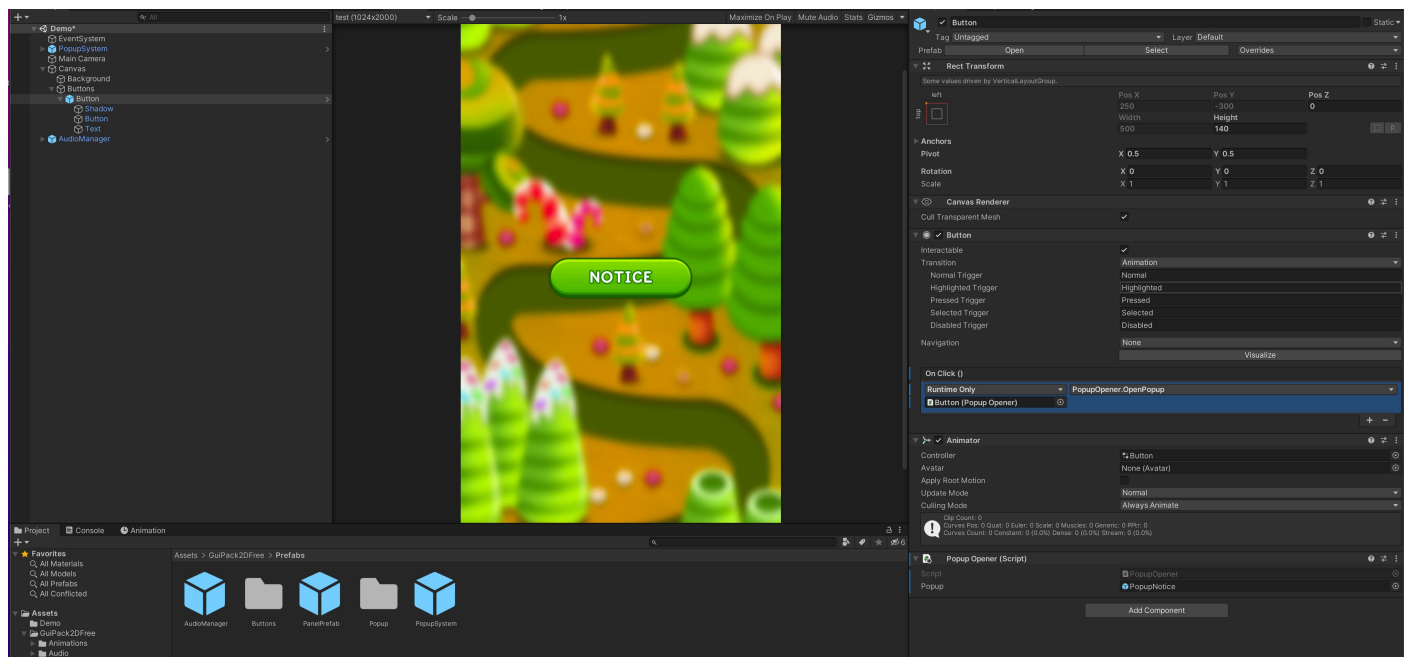 All
Demo*
EventSystem
PopupSystem
Main Camera
Canvas
Background
Buttons
Button
Shadow
Button
Text
AudioManager
test (1024x2000)
Scale
1x
Maximize On Play
Mute Audio
Stats
Gizmos
NOTICE
Project
Console
Animation
6
Favorites
All Materials
All Models
All Prefabs
All Conflicted
Assets
Demo
GuiPack2DFree
Animations
Audio
Assets > GuiPack2DFree > Prefabs
AudioManager
Buttons
PanelPrefab
Popup
PopupSystem
Button
Static
Tag Untagged
Layer Default
Prefab Open Select Overrides
Rect Transform
Some values driven by VerticalLayoutGroup.
left
top
Pos X Pos Y Pos Z
250 -300 0
Width Height
500 140
R
Anchors
Pivot X 0.5 Y 0.5
Rotation X 0 Y 0 Z 0
Scale X 1 Y 1 Z 1
Canvas Renderer
Cull Transparent Mesh
Button
Interactable
Transition Animation
Normal Trigger Normal
Highlighted Trigger Highlighted
Pressed Trigger Pressed
Selected Trigger Selected
Disabled Trigger Disabled
Navigation None
Visualize
On Click ()
Runtime Only PopupOpener.OpenPopup
Button (Popup Opener)
+ −
Animator
Controller Button
Avatar None (Avatar)
Apply Root Motion
Update Mode Normal
Culling Mode Always Animate
Clip Count: 0
Curves Pos: 0 Quat: 0 Euler: 0 Scale: 0 Muscles: 0 Generic: 0 PPtr: 0
Curves Count: 0 Constant: 0 (0.0%) Dense: 0 (0.0%) Stream: 0 (0.0%)
Popup Opener (Script)
Script PopupOpener
Popup PopupNotice
Add Component